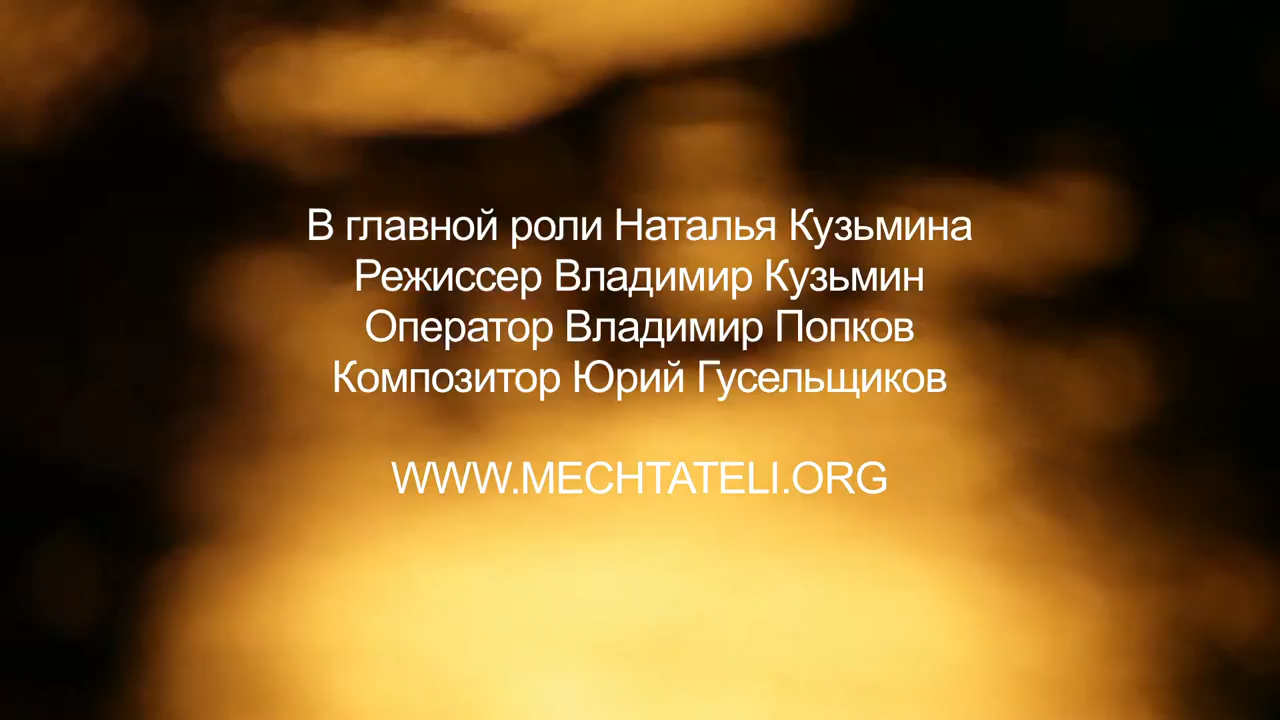 В главной роли Наталья Кузьмина
Режиссер Владимир Кузьмин
Оператор Владимир Попков
Композитор Юрий Гусельщиков
WWW.MECHTATELI.ORG